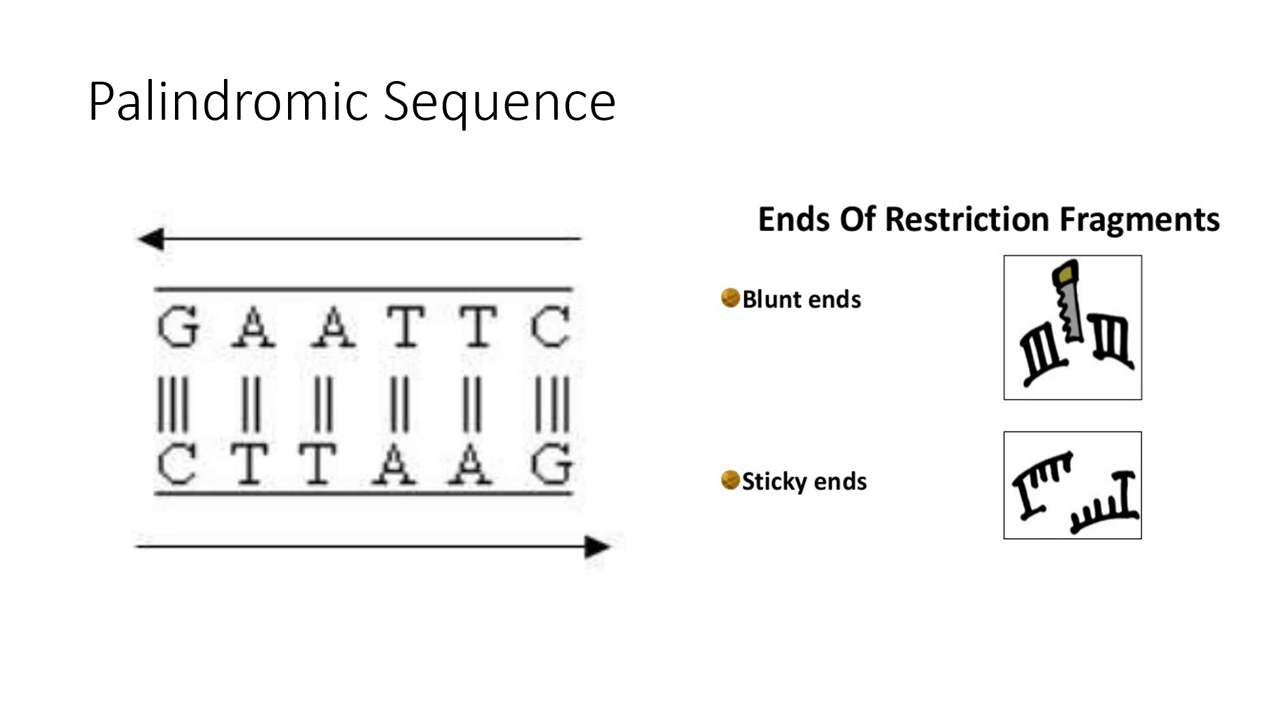 Palindromic Sequence
G A A T T C
C T T A A G
Ends Of Restriction Fragments
Blunt ends
Sticky ends